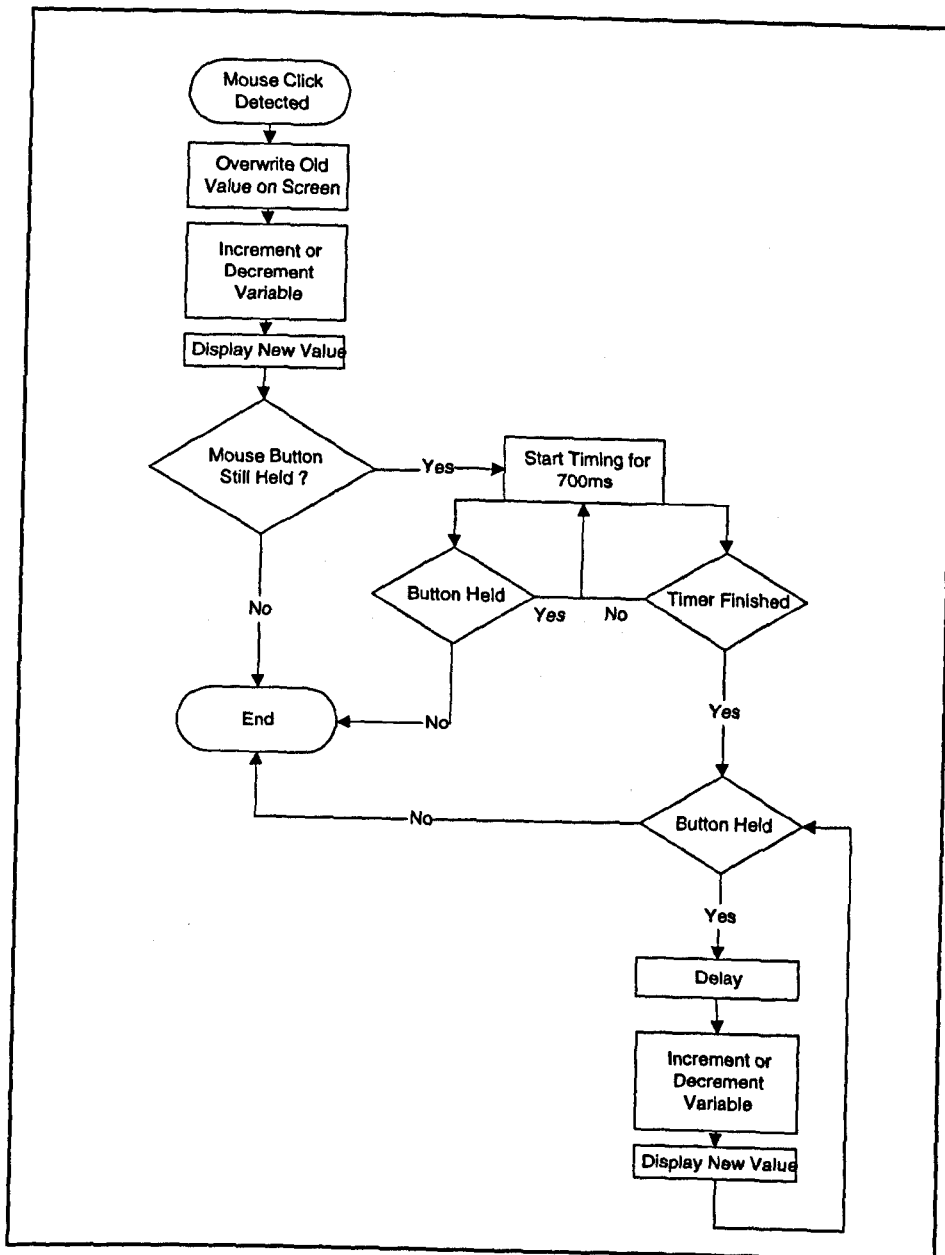 Mouse Click
Detected
Overwrite Old
Value on Screen
Increment or
Decrement
Variable
Display New Value
Mouse Button
Still Held ?
Yes
Start Timing for
700ms
No
Button Held
Yes
No
Timer Finished
End
No
Yes
No
Button Held
Yes
Delay
Increment or
Decrement
Variable
Display New Value